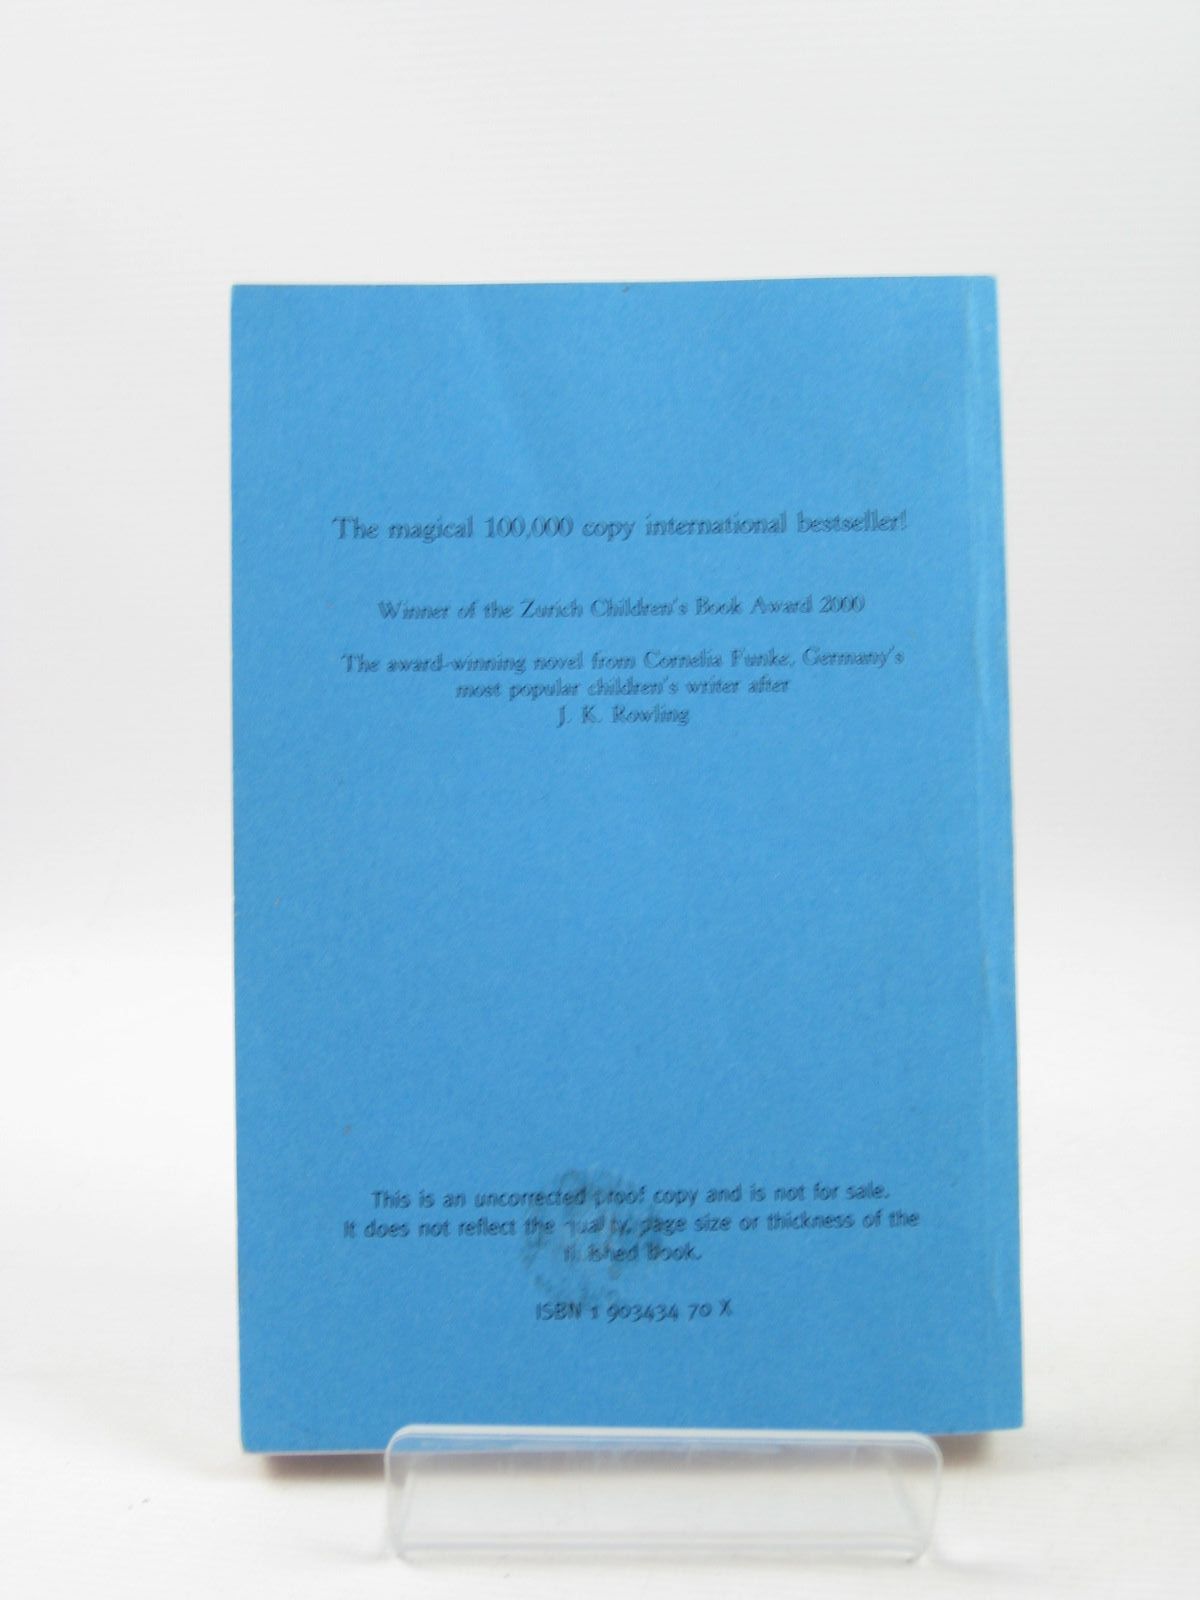 The magical 100,000 copy international bestseller!
Winner of the Zurich Children's Book Award 2000
The award-winning novel from Cornelia Funke, Germany's
most popular children's writer after
J. K. Rowling
This is an uncorrected proof copy and is not for sale.
It does not reflect the quality, page size or thickness of the
finished Book.
ISBN 1 903434 70 X